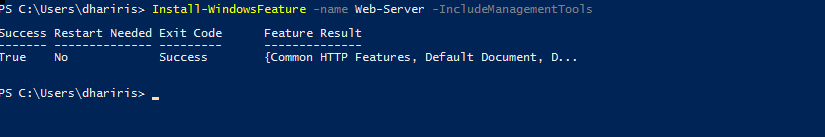 PS C:\Users\dhariris> Install-WindowsFeature -name Web-Server -IncludeManagementTools
Success Restart Needed Exit Code      Feature Result
------- -------------- ---------      --------------
True    No             Success        {Common HTTP Features, Default Document, D...
PS C:\Users\dhariris> _